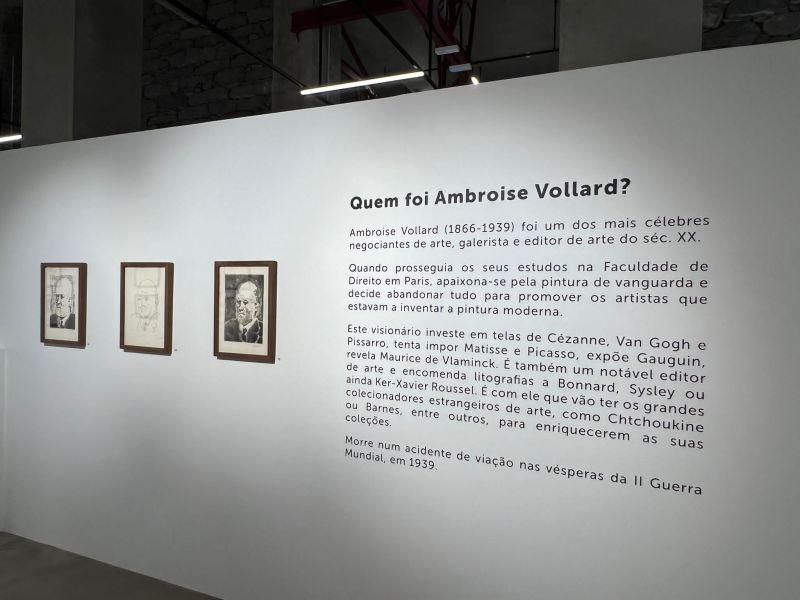 Quem foi Ambroise Vollard?
Ambroise Vollard (1866-1939) foi um dos mais célebres
negociantes de arte, galerista e editor de arte do séc. XX.
Quando prosseguia os seus estudos na Faculdade de
Direito em Paris, apaixona-se pela pintura de vanguarda e
decide abandonar tudo para promover os artistas que
estavam a inventar a pintura moderna.
Este visionário investe em telas de Cézanne, Van Gogh e
Pissarro, tenta impor Matisse e Picasso, expõe Gauguin,
revela Maurice de Vlaminck. É também um notável editor
de arte e encomenda litografias a Bonnard, Sysley ou
ainda Ker-Xavier Roussel. É com ele que vão ter os grandes
colecionadores estrangeiros de arte, como Chtchoukine
ou Barnes, entre outros, para enriquecerem as suas
coleções.
Morre num acidente de viação nas vésperas da II Guerra
Mundial, em 1939.